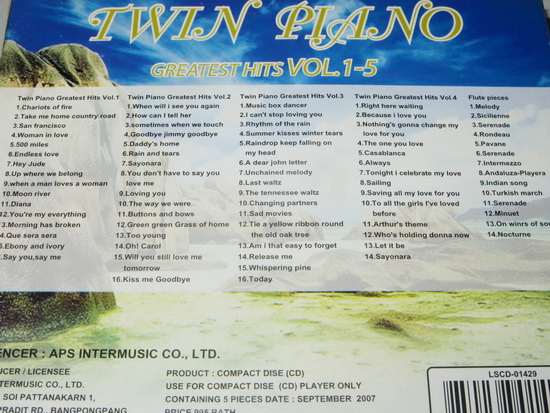 TWIN PIANO
GREATEST HITS VOL. 1-5
Twin Piano Greatest Hits Vol.1
1.Chariots of fire
2.Take me home country road
3.San francisco
4.Woman in love
5.500 miles
6.Endless love
7.Hey Jude
8.Up where we belong
9.when a man loves a woman
10.Moon river
11.Diana
12.You're my everything
13.Morning has broken
14.Que sera sera
15.Ebony and ivory
16.Say you,say me
Twin Piano Greatest Hits Vol.2
1.When will i see you again
2.How can I tell her
3.sometimes when we touch
4.Goodbye jimmy goodbye
5.Daddy's home
6.Rain and tears
7.Sayonara
8.You don't have to say you
love me
9.Loving you
10.The way we were
11.Buttons and bows
12.Green green Grass of home
13.Too young
14.Oh! Carol
15.Will you still love me
tomorrow
16.Kiss me Goodbye
Twin Piano Greatest Hits Vol.3
1.Music box dancer
2.I can't stop loving you
3.Rhythm of the rain
4.Summer kisses winter tears
5.Raindrop keep falling on
my head
6.A dear john letter
7.Unchained melody
8.Last waltz
9.The tennessee waltz
10.Changing partners
11.Sad movies
12.Tie a yellow ribbon round
the old oak tree
13.Am I that easy to forget
14.Release me
15.Whispering pine
16.Today
Twin Piano Greatest Hits Vol.4
1.Right here waiting
2.Because i love you
3.Nothing's gonna change my
love for you
4.The one you love
5.Casablanca
6.Always
7.Tonight i celebrate my love
8.Sailing
9.Saving all my love for you
10.To all the girls I've loved
before
11.Arthur's theme
12.Who's holding donna now
13.Let it be
14.Sayonara
Flute pieces
1.Melody
2.Sicilienne
3.Serenade
4.Rondeau
5.Pavane
6.Serenade
7.Intermezzo
8.Andaluza-Playera
9.Indian song
10.Turkish march
11.Serenade
12.Minuet
13.On winrs of so
14.Nocturne
ENCER : APS INTERMUSIC CO., LTD.
UCER / LICENSEE
TERMUSIC CO., LTD.
SOI PATTANAKARN 1,
PRADIT RD., BANGPONGPANG
PRODUCT : COMPACT DISC (CD)
USE FOR COMPACT DISC (CD) PLAYER ONLY
CONTAINING 5 PIECES DATE : SEPTEMBER 2007
PRICE 995 BATH
LSCD-01429